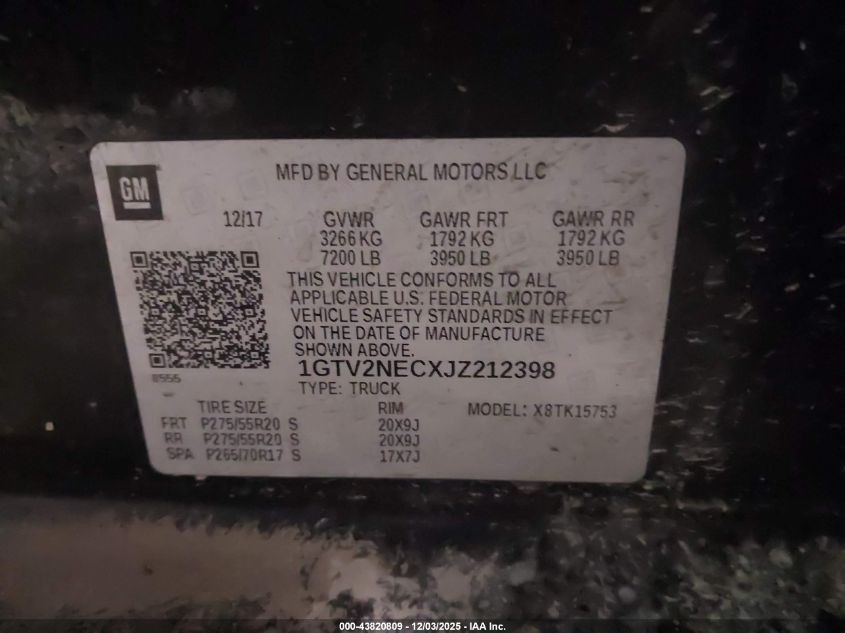 GM
MFD BY GENERAL MOTORS LLC
12/17 GVWR GAWR FRT GAWR RR
3266 KG 1792 KG 1792 KG
7200 LB 3950 LB 3950 LB
THIS VEHICLE CONFORMS TO ALL
APPLICABLE U.S. FEDERAL MOTOR
VEHICLE SAFETY STANDARDS IN EFFECT
ON THE DATE OF MANUFACTURE
SHOWN ABOVE.
8555
1GTV2NECXJZ212398
TYPE: TRUCK
TIRE SIZE RIM MODEL: X8TK15753
FRT P275/55R20 S 20X9J
RR P275/55R20 S 20X9J
SPA P265/70R17 S 17X7J
000-43820809 - 12/03/2025 - IAA Inc.